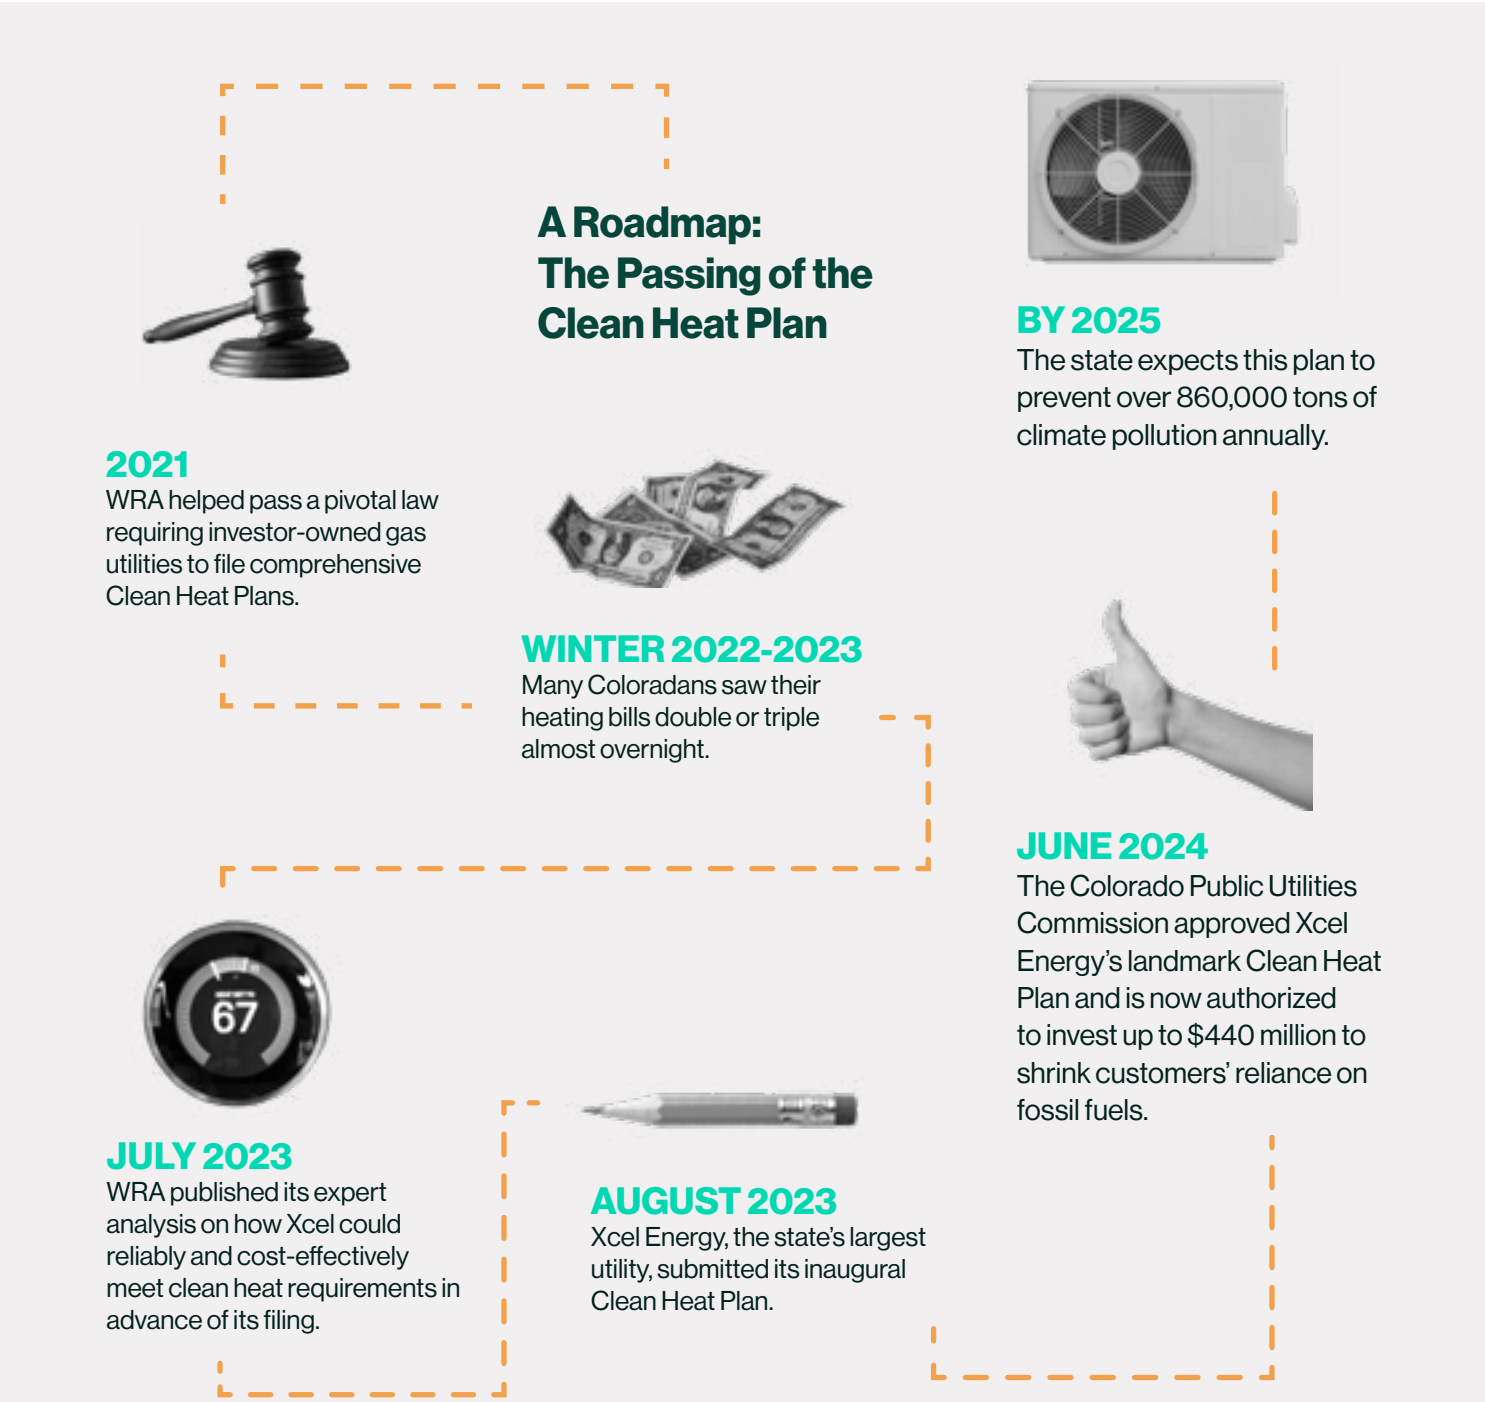 A Roadmap:
The Passing of the
Clean Heat Plan
2021
WRA helped pass a pivotal law
requiring investor-owned gas
utilities to file comprehensive
Clean Heat Plans.
WINTER 2022-2023
Many Coloradans saw their
heating bills double or triple
almost overnight.
67
JULY 2023
WRA published its expert
analysis on how Xcel could
reliably and cost-effectively
meet clean heat requirements in
advance of its filing.
AUGUST 2023
Xcel Energy, the state’s largest
utility, submitted its inaugural
Clean Heat Plan.
JUNE 2024
The Colorado Public Utilities
Commission approved Xcel
Energy’s landmark Clean Heat
Plan and is now authorized
to invest up to $440 million to
shrink customers’ reliance on
fossil fuels.
BY 2025
The state expects this plan to
prevent over 860,000 tons of
climate pollution annually.